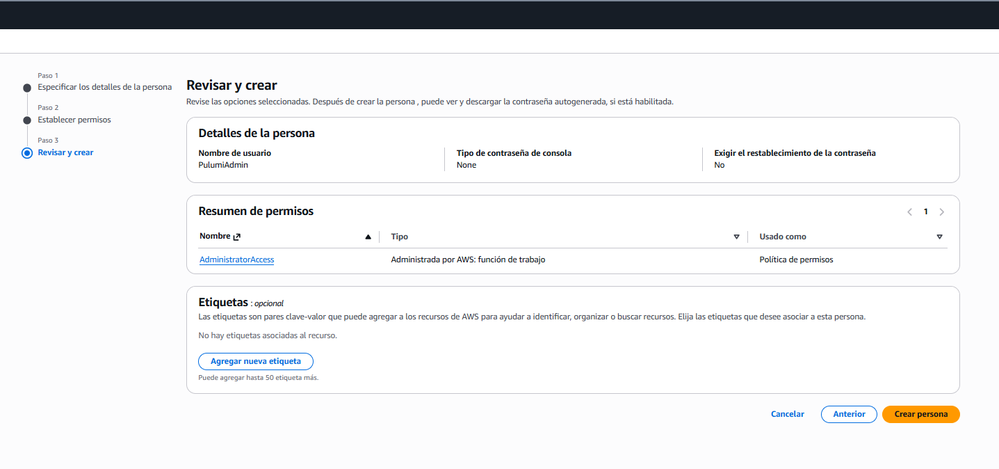 Paso 1
Especificar los detalles de la persona
Paso 2
Establecer permisos
Paso 3
Revisar y crear
Revisar y crear
Revise las opciones seleccionadas. Después de crear la persona , puede ver y descargar la contraseña autogenerada, si está habilitada.
Detalles de la persona
Nombre de usuario
PulumiAdmin
Tipo de contraseña de consola
None
Exigir el restablecimiento de la contraseña
No
Resumen de permisos
1
Nombre Tipo Usado como
AdministratorAccess Administrada por AWS: función de trabajo Política de permisos
Etiquetas : opcional
Las etiquetas son pares clave-valor que puede agregar a los recursos de AWS para ayudar a identificar, organizar o buscar recursos. Elija las etiquetas que desee asociar a esta persona.
No hay etiquetas asociadas al recurso.
Agregar nueva etiqueta
Puede agregar hasta 50 etiqueta más.
Cancelar Anterior Crear persona